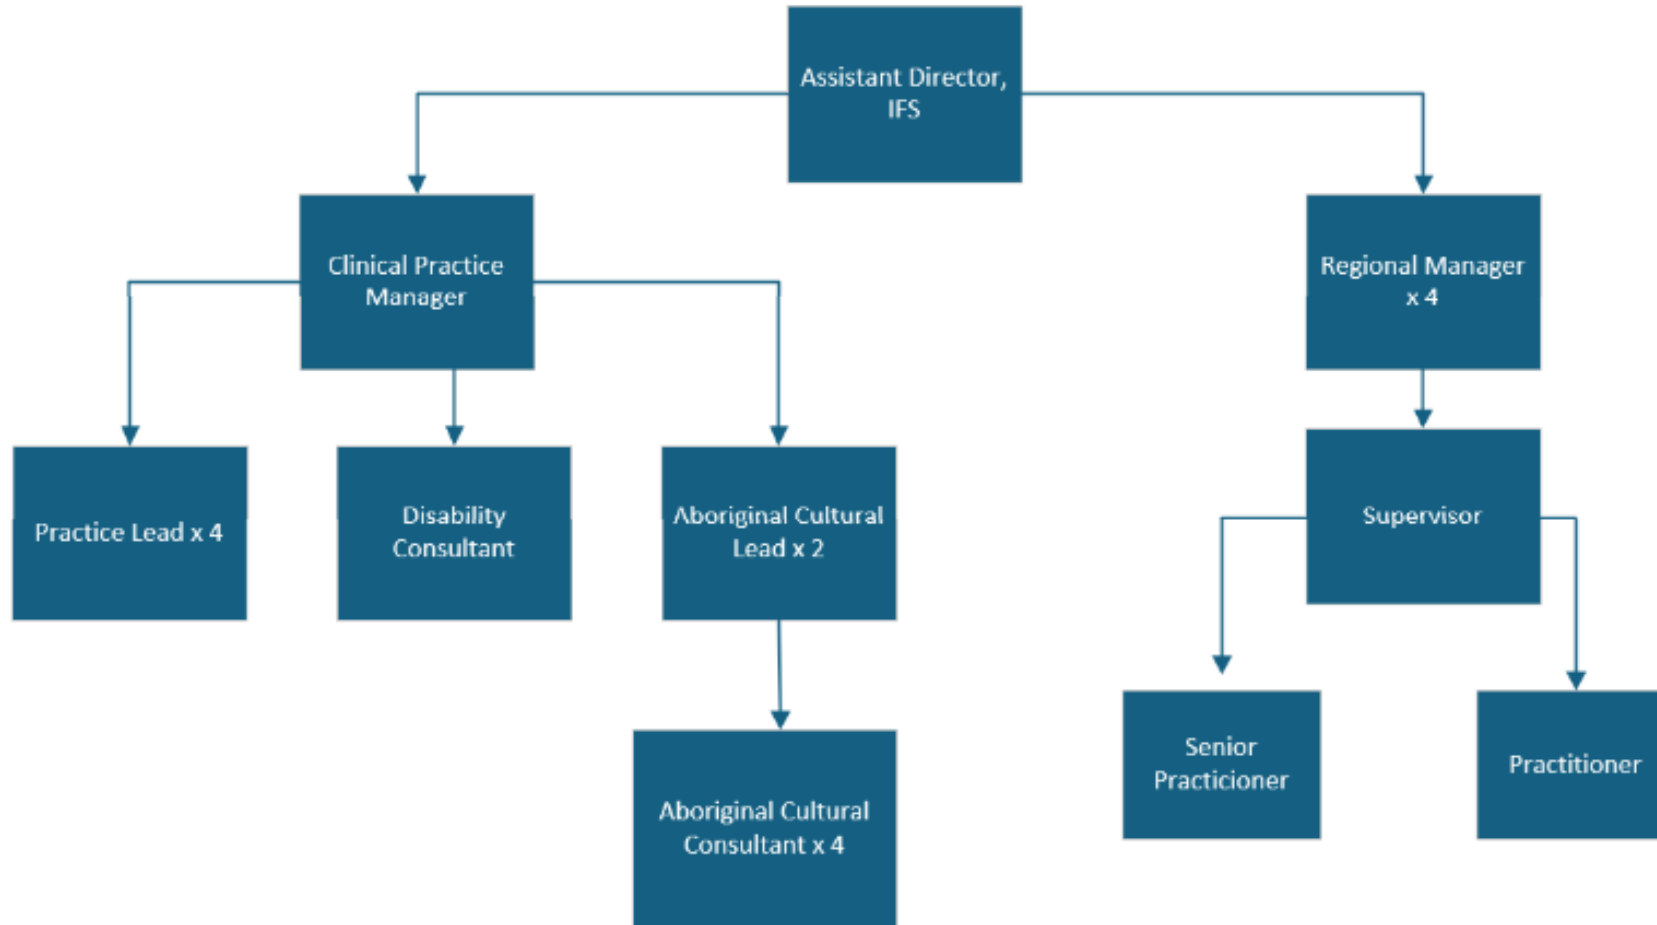 Assistant Director,
IFS
Clinical Practice
Manager
Regional Manager
x 4
Practice Lead x 4
Disability
Consultant
Aboriginal Cultural
Lead x 2
Supervisor
Senior
Practicioner
Practitioner
Aboriginal Cultural
Consultant x 4